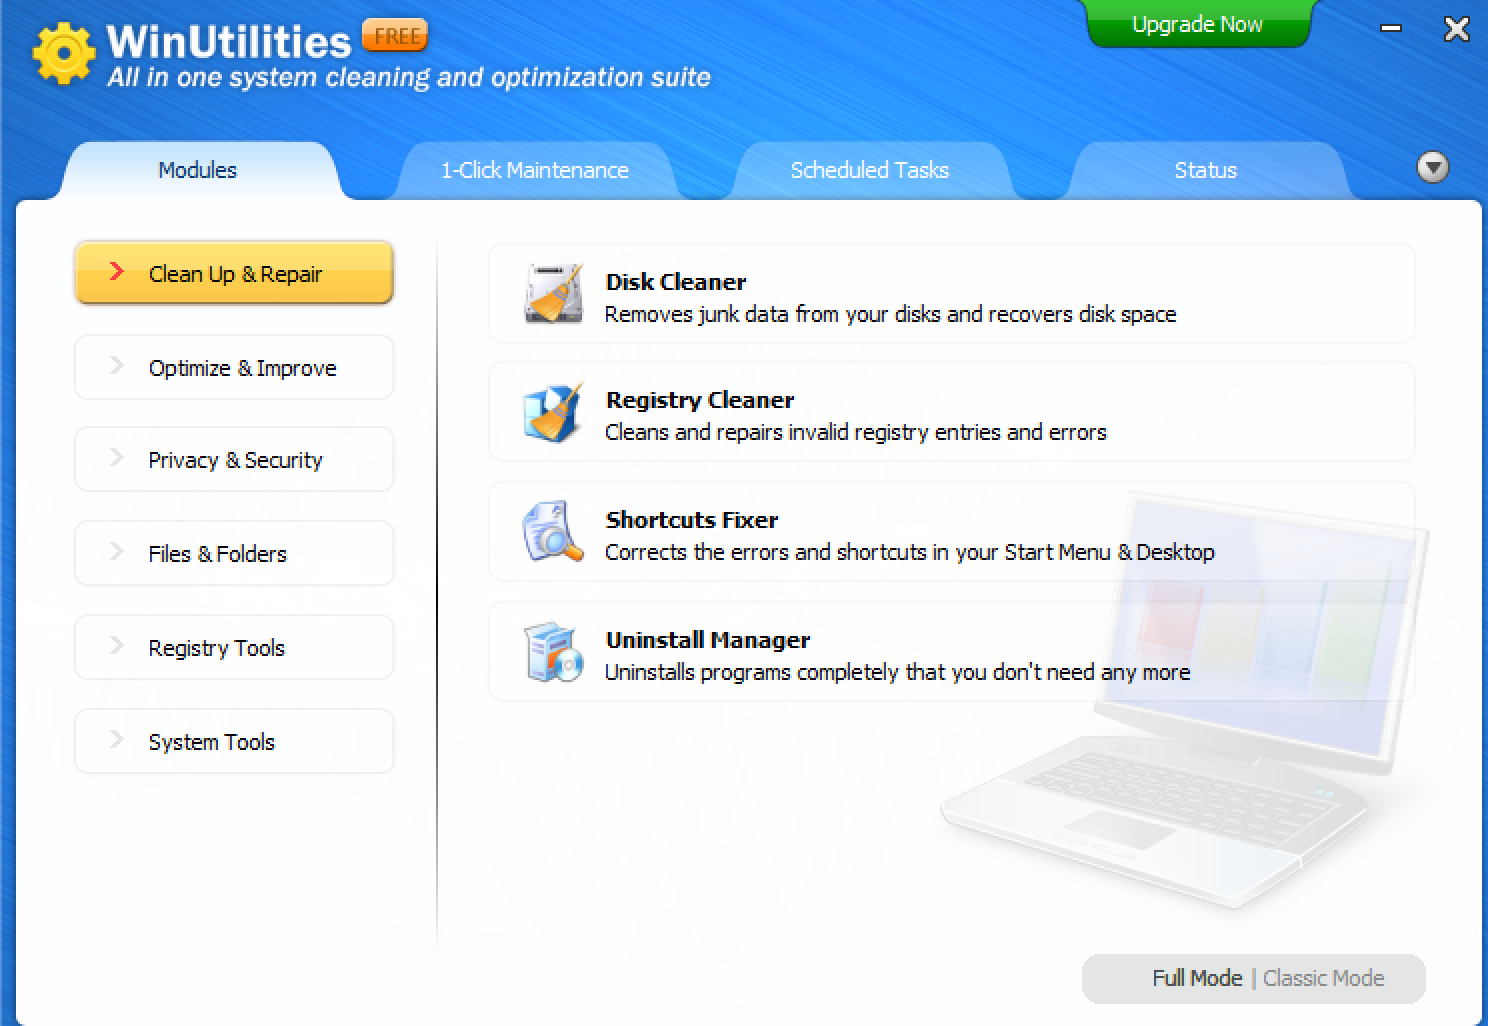 WinUtilities FREE
All in one system cleaning and optimization suite
Upgrade Now
Modules
1-Click Maintenance
Scheduled Tasks
Status
Clean Up & Repair
Optimize & Improve
Privacy & Security
Files & Folders
Registry Tools
System Tools
Disk Cleaner
Removes junk data from your disks and recovers disk space
Registry Cleaner
Cleans and repairs invalid registry entries and errors
Shortcuts Fixer
Corrects the errors and shortcuts in your Start Menu & Desktop
Uninstall Manager
Uninstalls programs completely that you don't need any more
Full Mode | Classic Mode